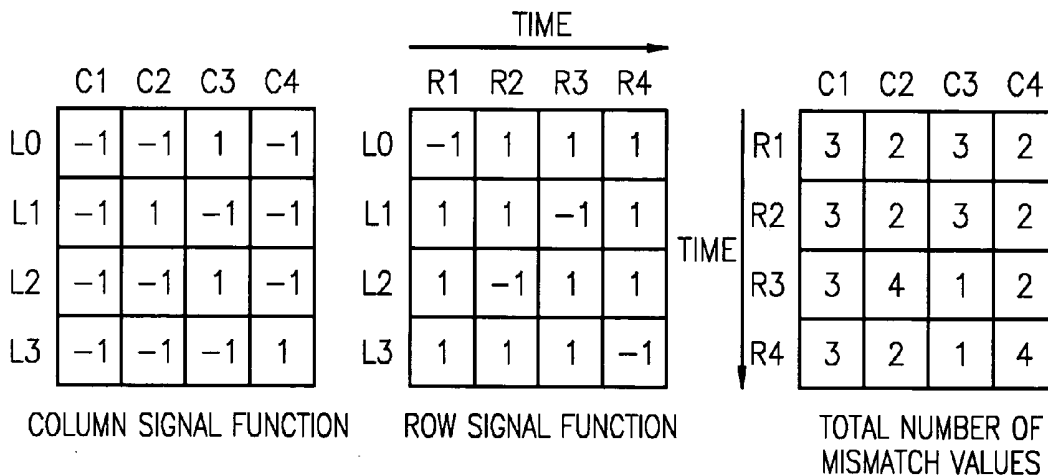 TIME
C1 C2 C3 C4
L0 −1 −1 1 −1
L1 −1 1 −1 −1
L2 −1 −1 1 −1
L3 −1 −1 −1 1
COLUMN SIGNAL FUNCTION
R1 R2 R3 R4
L0 −1 1 1 1
L1 1 1 −1 1
L2 1 −1 1 1
L3 1 1 1 −1
ROW SIGNAL FUNCTION
TIME
C1 C2 C3 C4
R1 3 2 3 2
R2 3 2 3 2
R3 3 4 1 2
R4 3 2 1 4
TOTAL NUMBER OF
MISMATCH VALUES